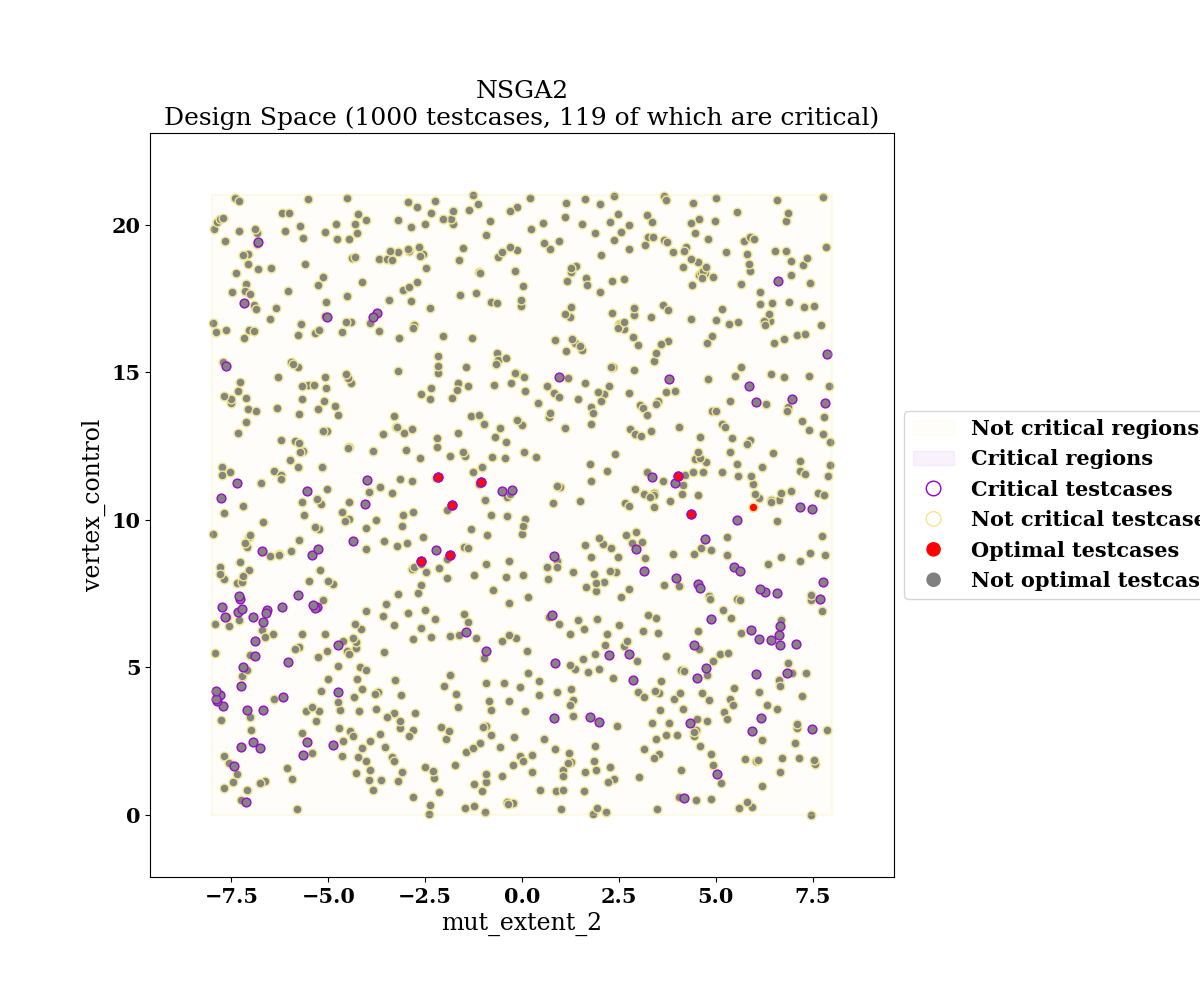 NSGA2
Design Space (1000 testcases, 119 of which are critical)
vertex_control
20
15
10
5
0
−7.5 −5.0 −2.5 0.0 2.5 5.0 7.5
mut_extent_2
Not critical regions
Critical regions
Critical testcases
Not critical testcase
Optimal testcases
Not optimal testcas